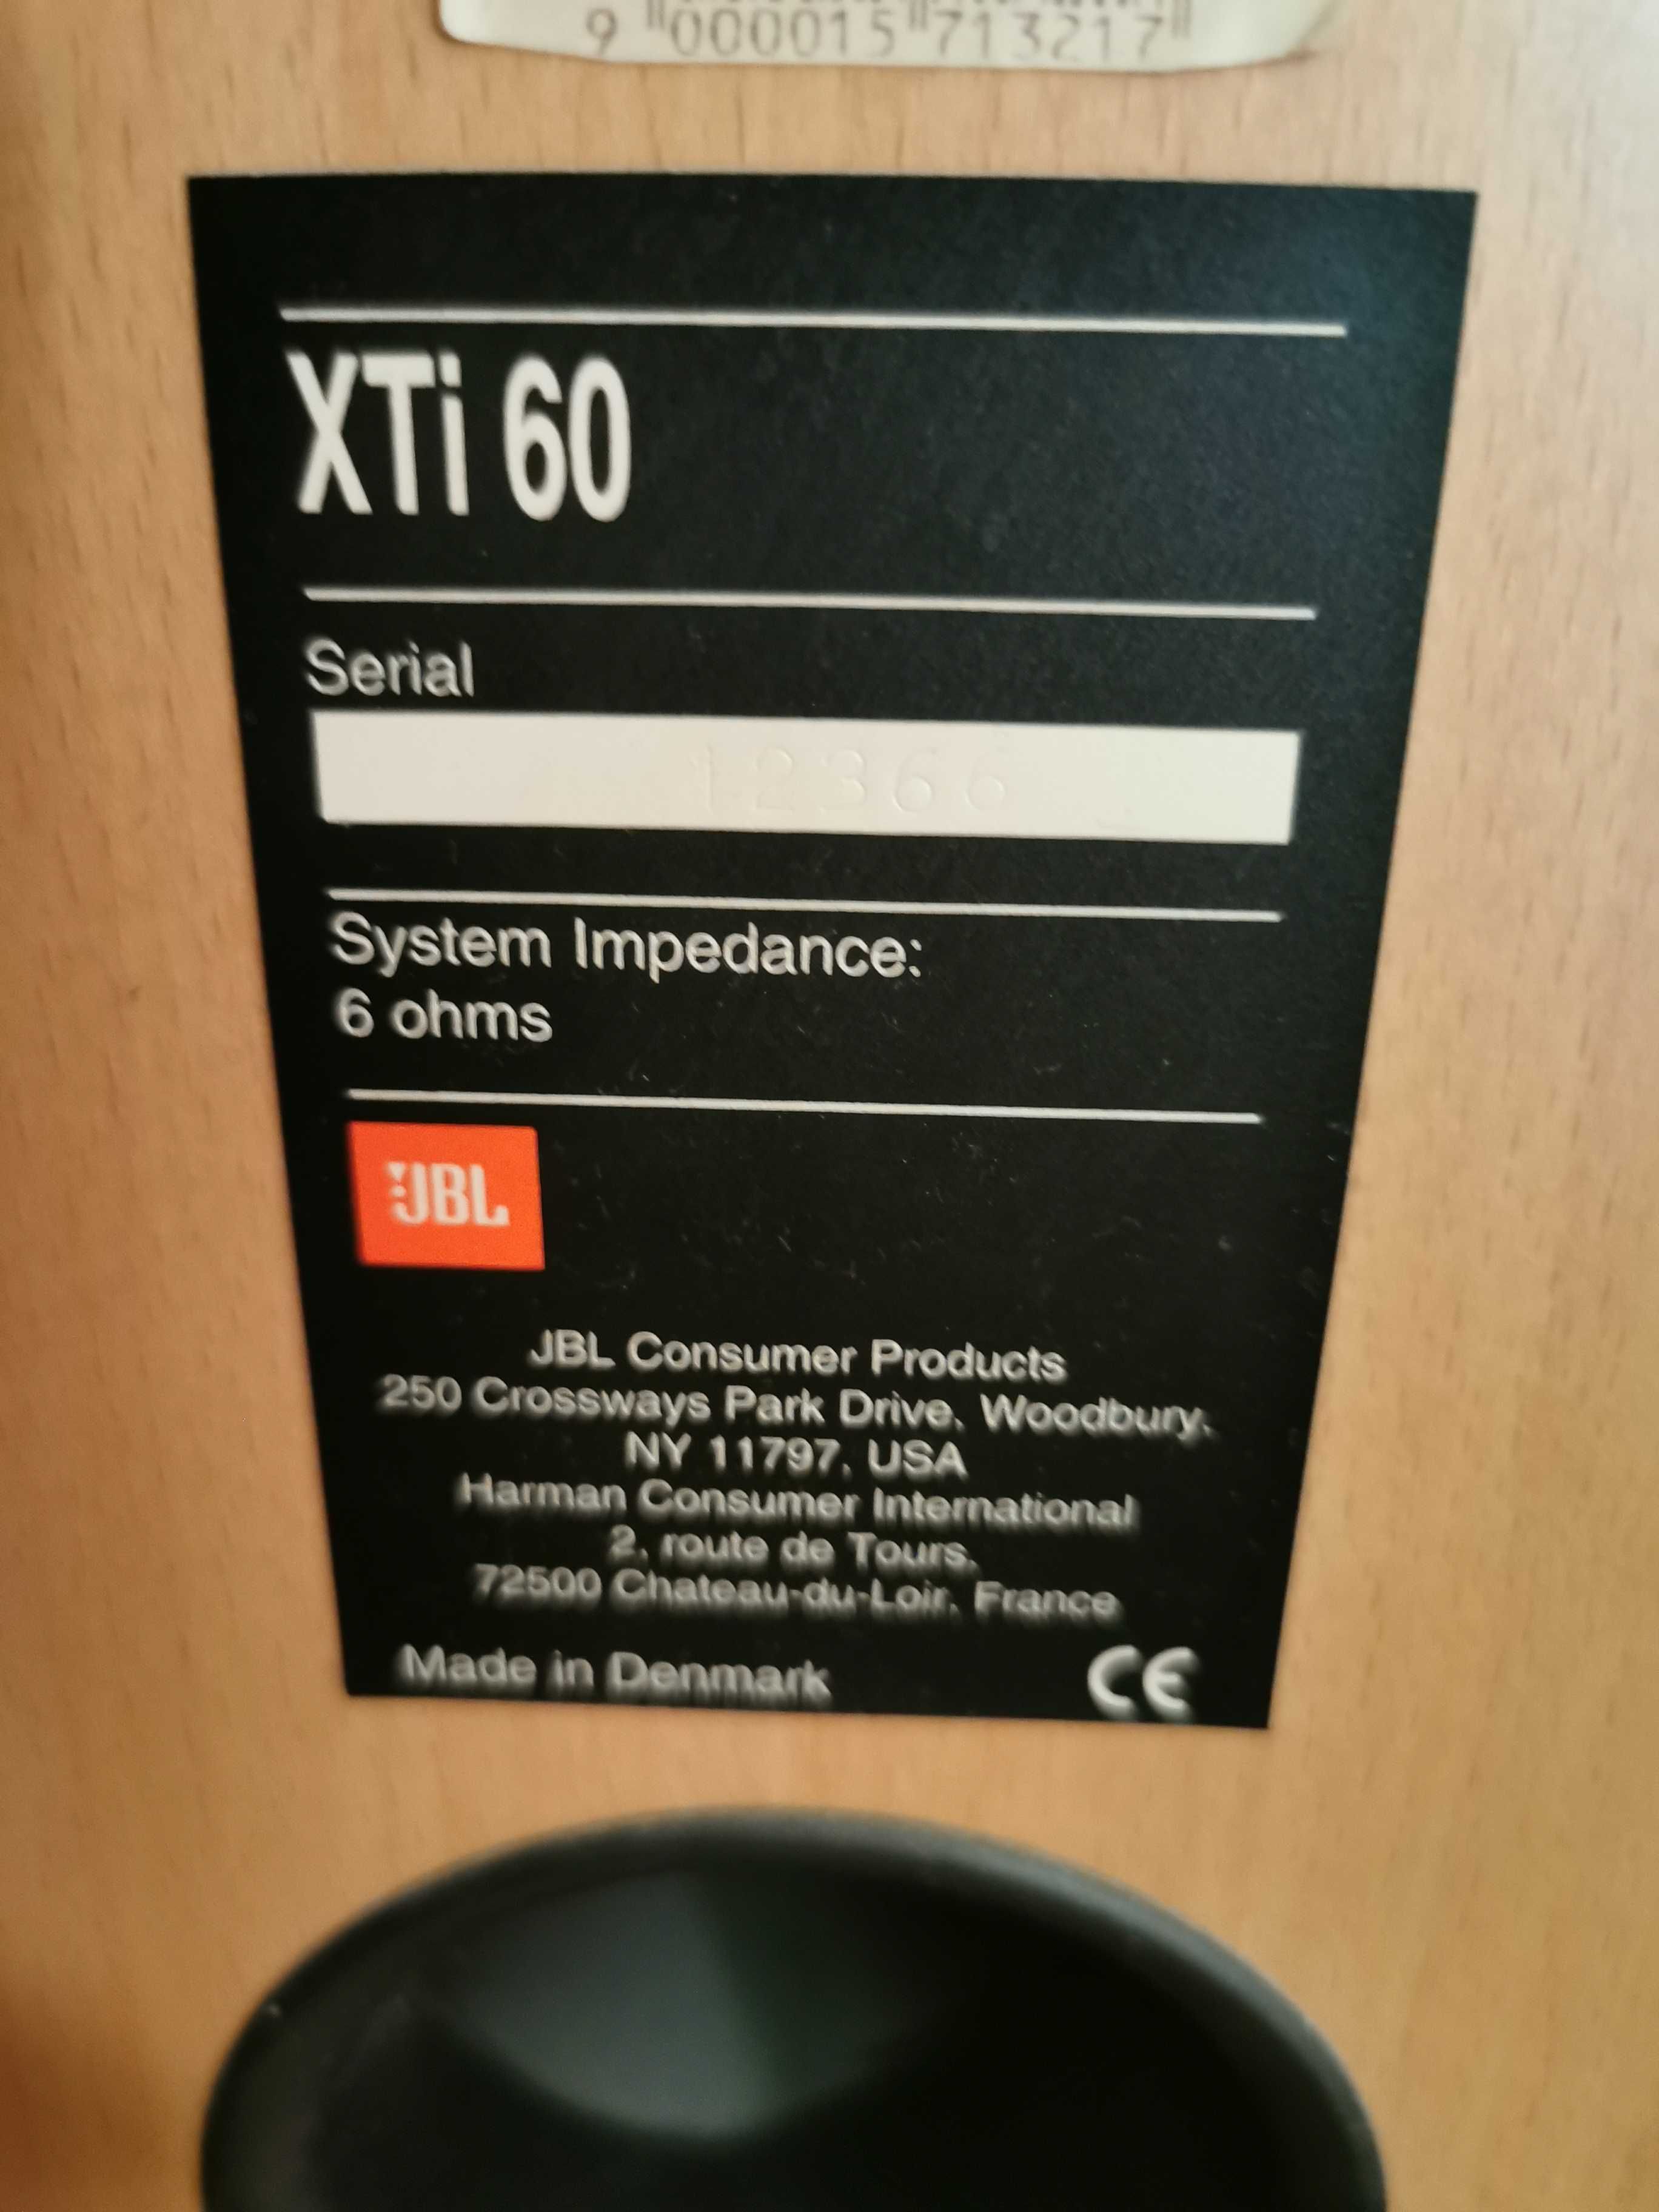 9 000015 713217
XTi 60
Serial
12366
System Impedance:
6 ohms
JBL
JBL Consumer Products
250 Crossways Park Drive, Woodbury,
NY 11797, USA
Harman Consumer International
2, route de Tours,
72500 Chateau-du-Loir, France
Made in Denmark CE